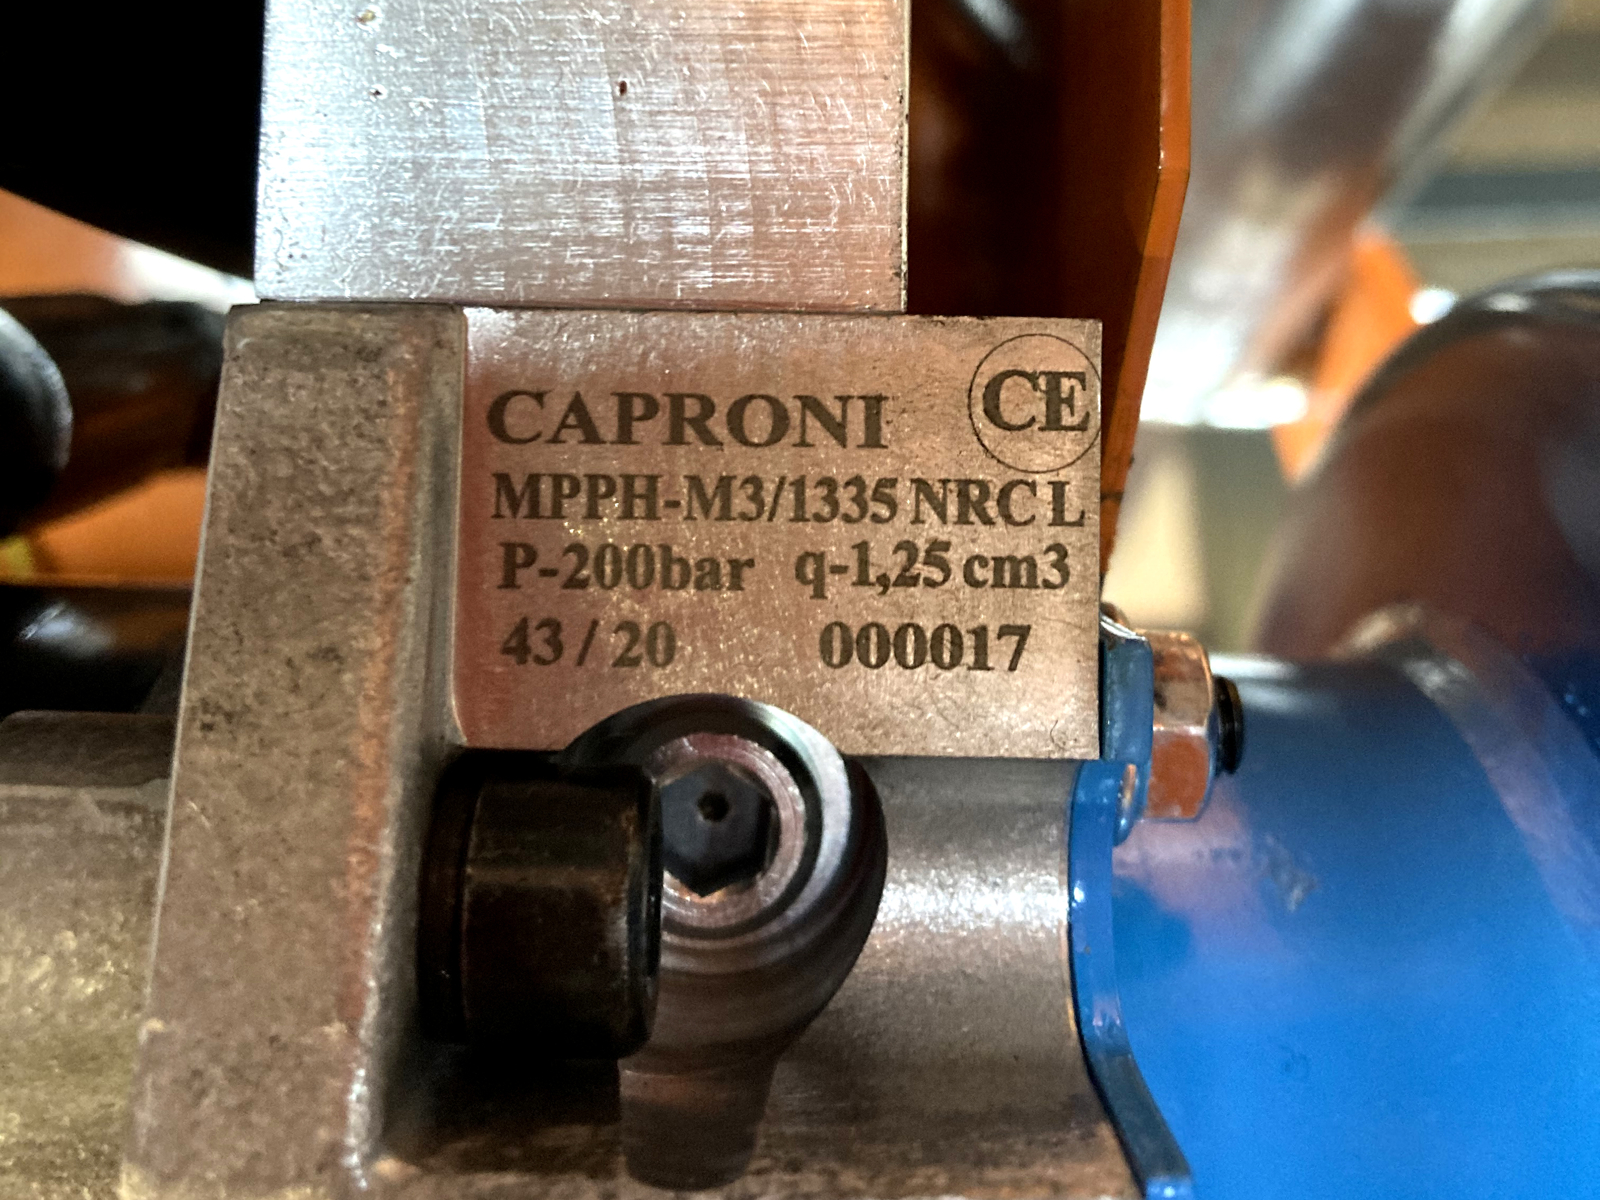 CAPRONI CE
MPPH-M3/1335 NRC L
P-200bar q-1,25 cm3
43 / 20 000017